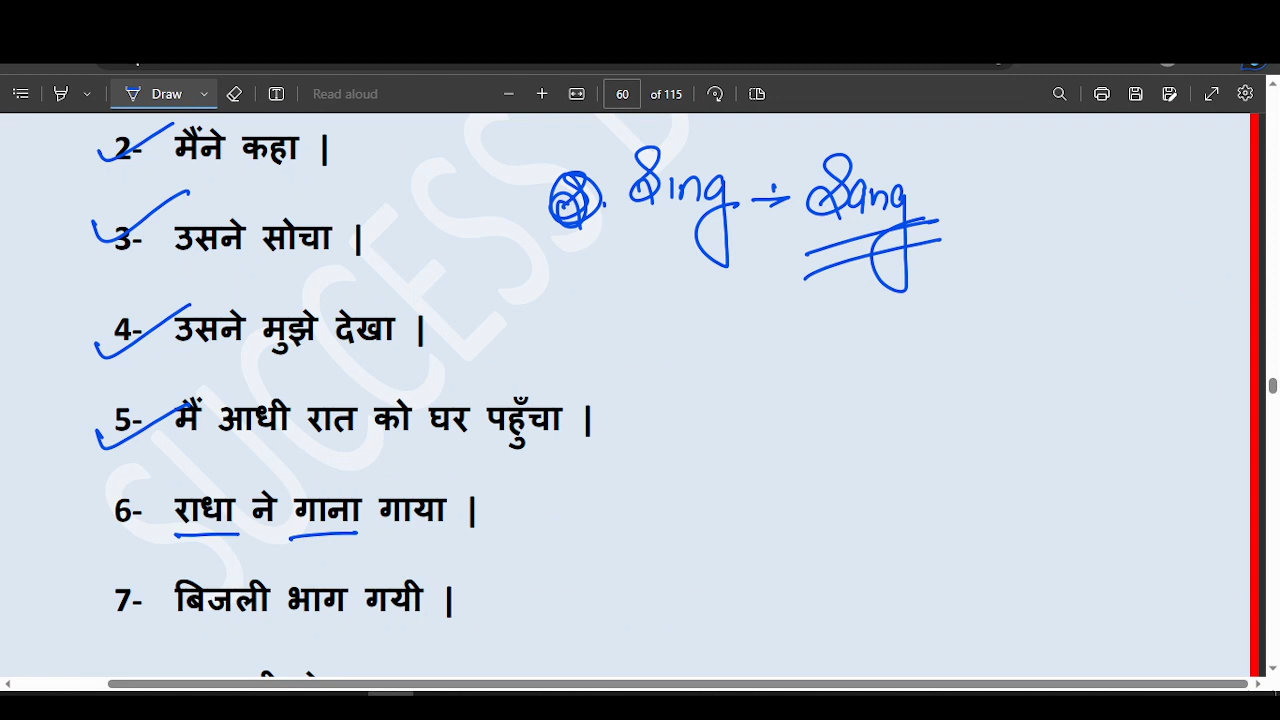 Draw
Read aloud
60 of 115
2- मैंने कहा |
Sing → Sang
3- उसने सोचा |
4- उसने मुझे देखा |
5- मैं आधी रात को घर पहुँचा |
6- राधा ने गाना गाया |
7- बिजली भाग गयी |
SUCCESS